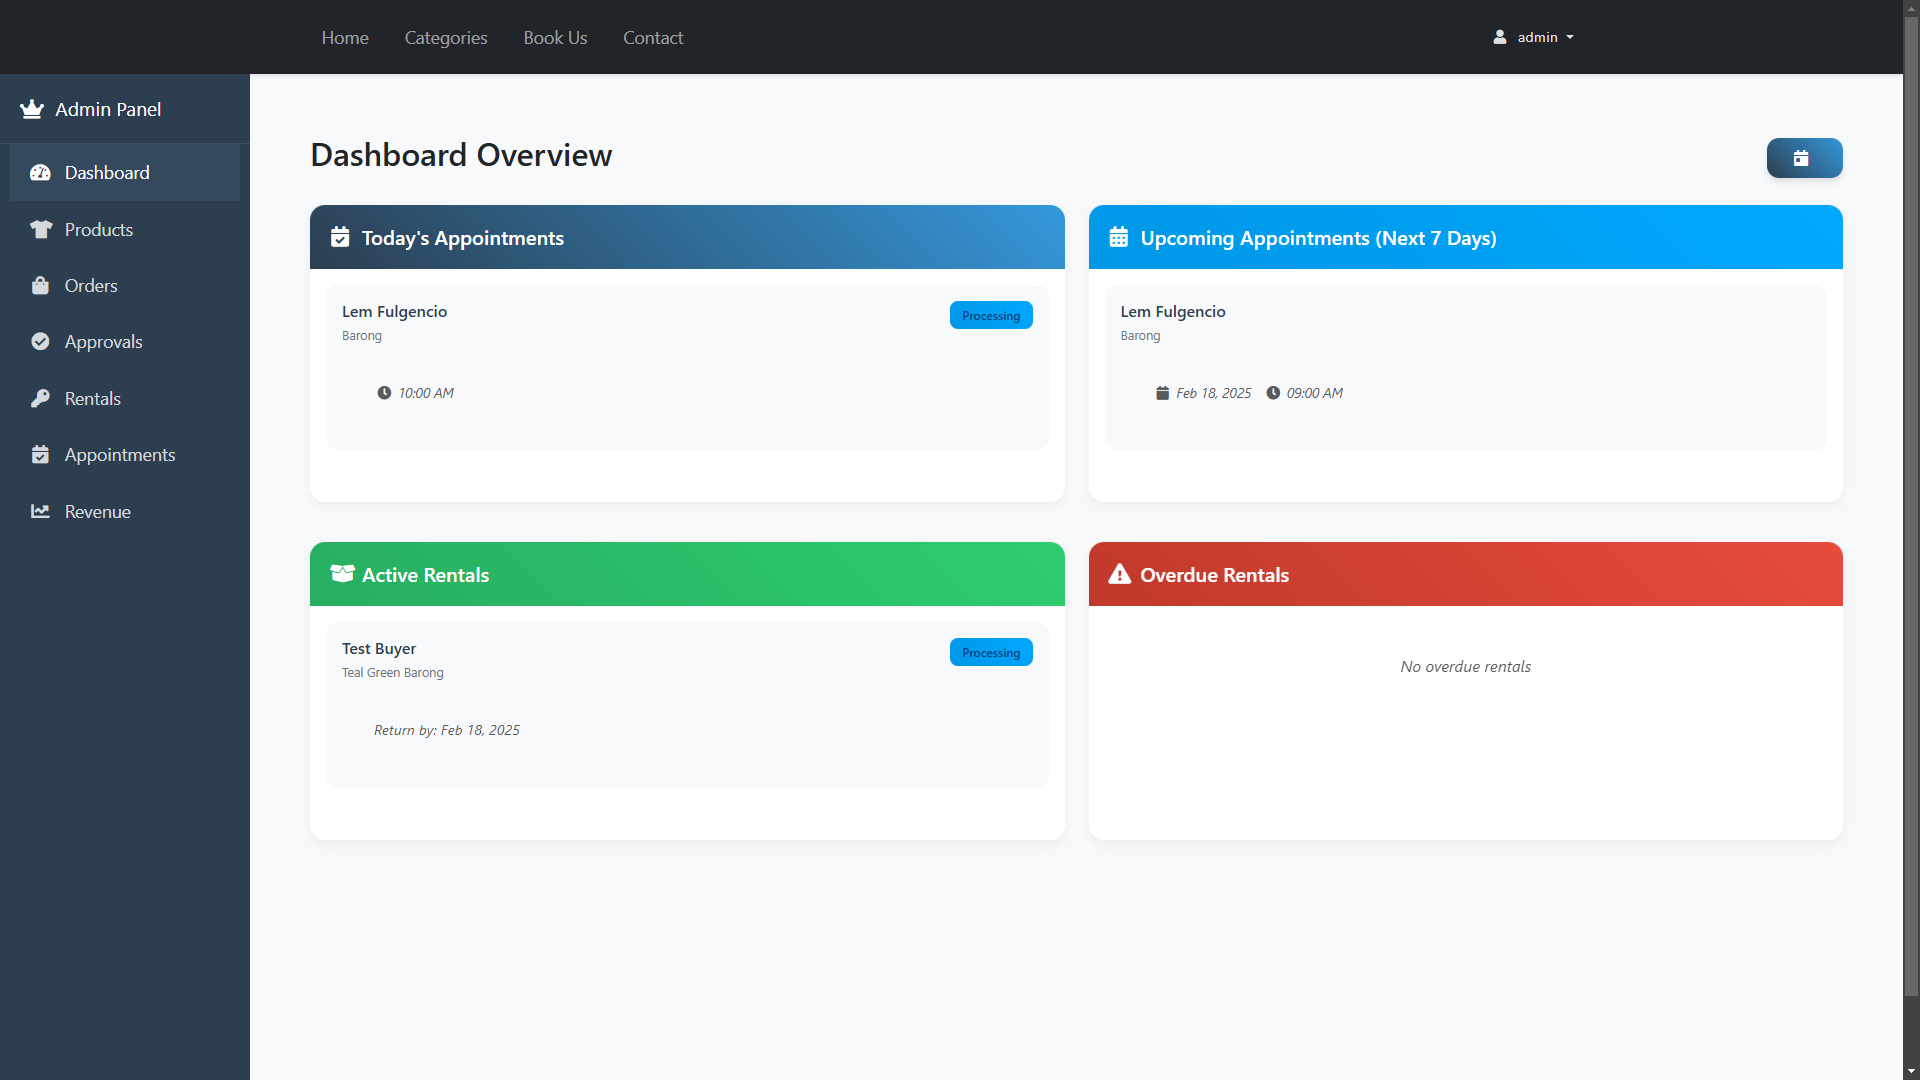 Home Categories Book Us Contact admin
Admin Panel
Dashboard
Products
Orders
Approvals
Rentals
Appointments
Revenue
Dashboard Overview
Today's Appointments
Lem Fulgencio
Processing
Barong
10:00 AM
Upcoming Appointments (Next 7 Days)
Lem Fulgencio
Barong
Feb 18, 2025 09:00 AM
Active Rentals
Test Buyer
Processing
Teal Green Barong
Return by: Feb 18, 2025
Overdue Rentals
No overdue rentals